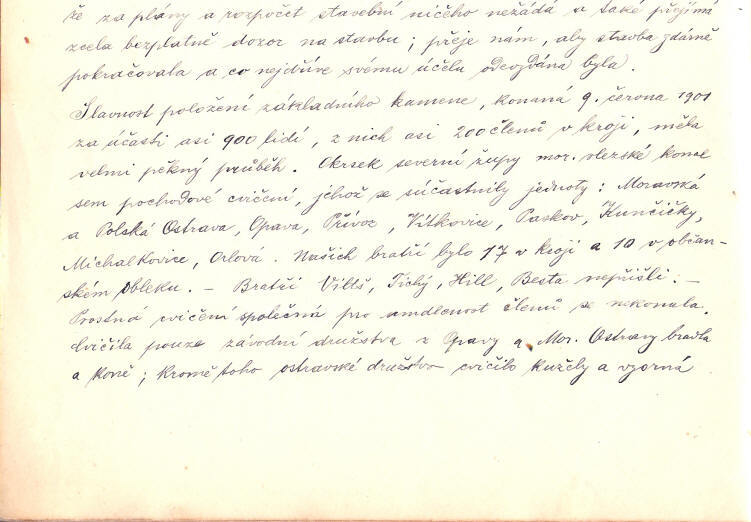 že za plány a rozpočet stavební ničeho nežádá a také přijímá
zcela bezplatně dozor na stavbu; přeje nám, aby stavba zdárně
pokračovala a co nejdříve svému účelu odevzdána byla.
Slavnost položení základního kamene, konaná 9. června 1901
za účasti asi 900 lidí, z nich asi 200 členů v kroji, měla
velmi pěkný průběh. Okrsek severní župy mor. slezské konal
sem pochodové cvičení, jehož se súčastnily jednoty: Moravská
a Polská Ostrava, Opava, Přívoz, Vítkovice, Paskov, Kunčičky,
Michalkovice, Orlová. Našich bratří bylo 17 v kroji a 10 v občan-
ském obleku. – Bratři Viltš, Tichý, Hill, Besta nepřišli. –
Prostná cvičení společná pro umdlenost členů se nekonala.
Cvičila pouze závodní družstva z Opavy a Mor. Ostravy bradla
a koně; kromě toho ostravské družstvo cvičilo kužely a vzorná